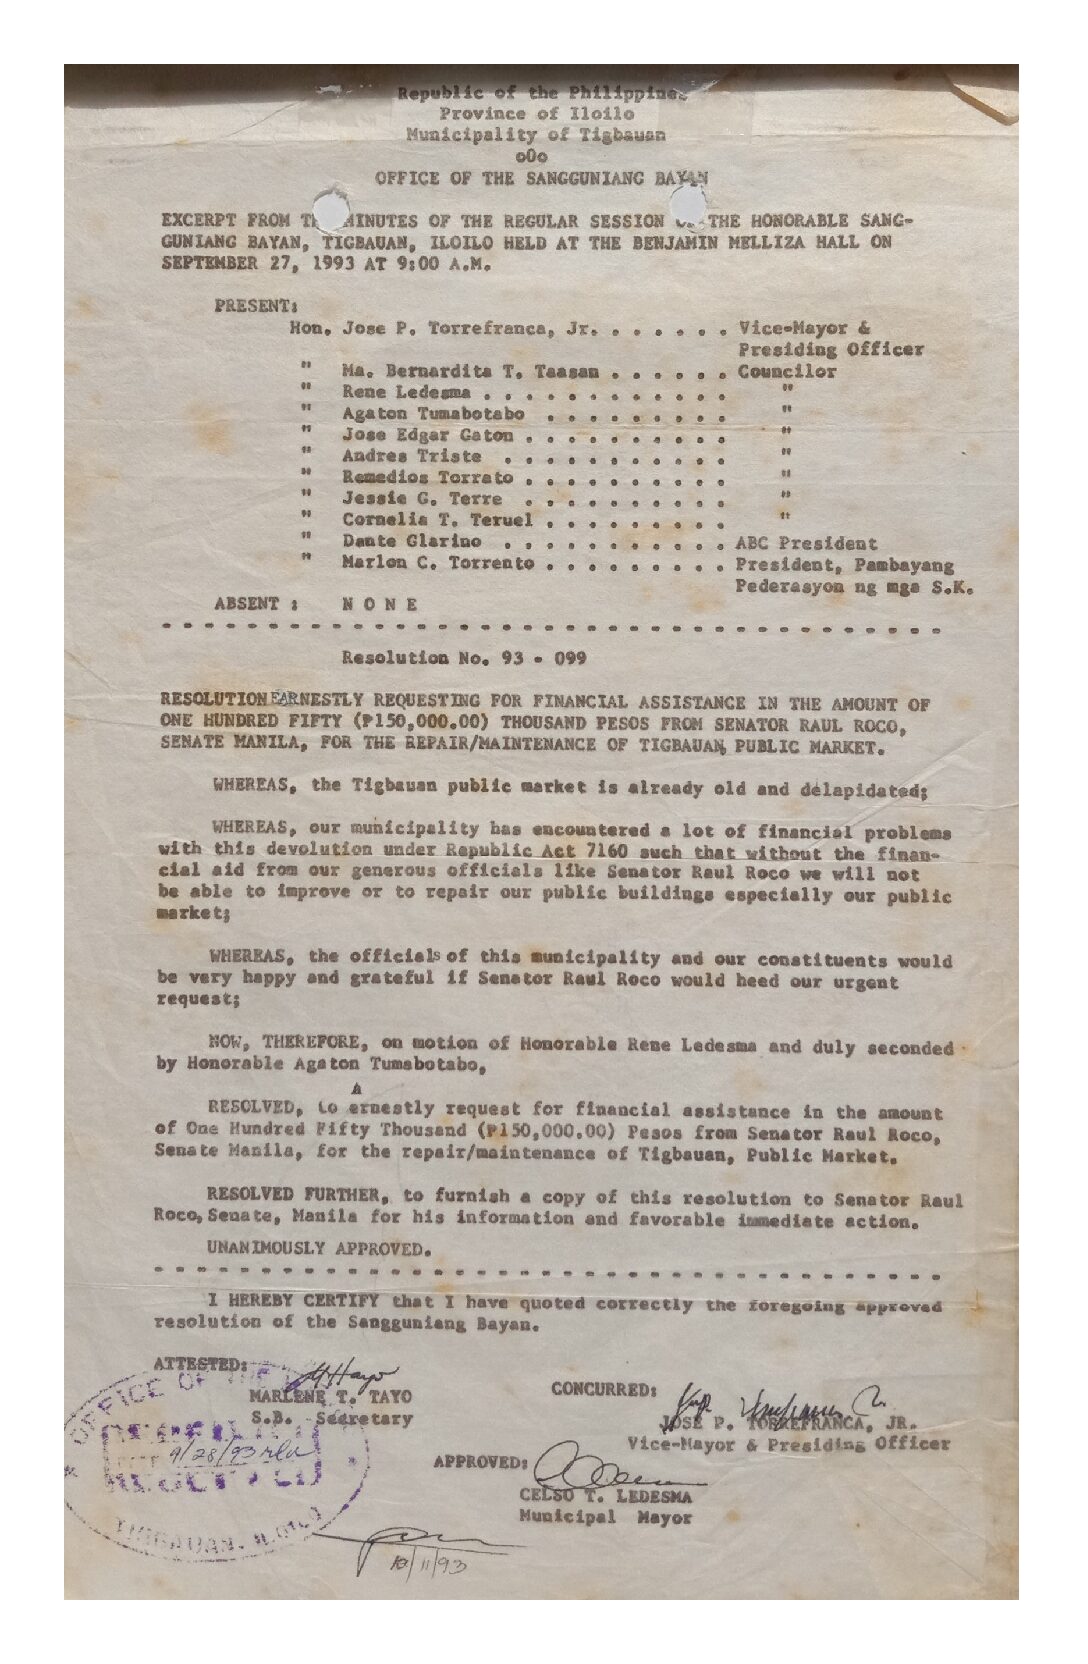 Republic of the Philippines
Province of Iloilo
Municipality of Tigbauan
o0o
OFFICE OF THE SANGGUNIANG BAYAN
EXCERPT FROM THE MINUTES OF THE REGULAR SESSION OF THE HONORABLE SANG-
GUNIANG BAYAN, TIGBAUAN, ILOILO HELD AT THE BENJAMIN MELLIZA HALL ON
SEPTEMBER 27, 1993 AT 9:00 A.M.
PRESENT:
Hon. Jose P. Torrefranca, Jr. . . . . . . Vice-Mayor &
Presiding Officer
" Ma. Bernardita T. Taasan . . . . . . Councilor
" Rene Ledesma . . . . . . . . . . . . "
" Agaton Tumabotabo . . . . . . . . . "
" Jose Edgar Gaton . . . . . . . . . . "
" Andres Triste . . . . . . . . . . . "
" Remedios Torrato . . . . . . . . . . "
" Jessie G. Terre . . . . . . . . . . "
" Cornelia T. Teruel . . . . . . . . . "
" Dante Glarino . . . . . . . . . . . ABC President
" Marlon C. Torrento . . . . . . . . . President, Pambayang
Pederasyon ng mga S.K.
ABSENT : N O N E
- - - - - - - - - - - - - - - - - - - - - - - - - - - - - - - - - - - - -
Resolution No. 93 - 099
RESOLUTION EARNESTLY REQUESTING FOR FINANCIAL ASSISTANCE IN THE AMOUNT OF
ONE HUNDRED FIFTY (₱150,000.00) THOUSAND PESOS FROM SENATOR RAUL ROCO,
SENATE MANILA, FOR THE REPAIR/MAINTENANCE OF TIGBAUAN, PUBLIC MARKET.
WHEREAS, the Tigbauan public market is already old and delapidated;
WHEREAS, our municipality has encountered a lot of financial problems
with this devolution under Republic Act 7160 such that without the finan-
cial aid from our generous officials like Senator Raul Roco we will not
be able to improve or to repair our public buildings especially our public
market;
WHEREAS, the officials of this municipality and our constituents would
be very happy and grateful if Senator Raul Roco would heed our urgent
request;
NOW, THEREFORE, on motion of Honorable Rene Ledesma and duly seconded
by Honorable Agaton Tumabotabo,
A
RESOLVED, to ernestly request for financial assistance in the amount
of One Hundred Fifty Thousand (₱150,000.00) Pesos from Senator Raul Roco,
Senate Manila, for the repair/maintenance of Tigbauan, Public Market.
RESOLVED FURTHER, to furnish a copy of this resolution to Senator Raul
Roco, Senate, Manila for his information and favorable immediate action.
UNANIMOUSLY APPROVED.
- - - - - - - - - - - - - - - - - - - - - - - - - - - - - - - - - - - - -
I HEREBY CERTIFY that I have quoted correctly the foregoing approved
resolution of the Sangguniang Bayan.
ATTESTED:
MARLENE T. TAYO
S.B. Secretary
CONCURRED:
JOSE P. TORREFRANCA, JR.
Vice-Mayor & Presiding Officer
OFFICE OF THE
9/28/93
TIGBAUAN, ILOILO
APPROVED:
CELSO T. LEDESMA
Municipal Mayor
10/11/93